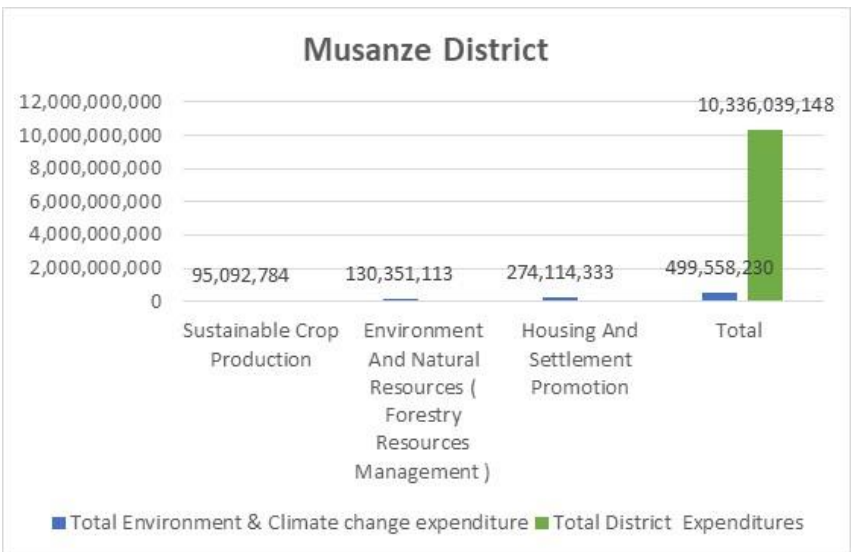 Musanze District
12,000,000,000
10,000,000,000
8,000,000,000
6,000,000,000
4,000,000,000
2,000,000,000
0
95,092,784
130,351,113
274,114,333
499,558,230
10,336,039,148
Sustainable Crop
Production
Environment
And Natural
Resources (
Forestry
Resources
Management )
Housing And
Settlement
Promotion
Total
Total Environment & Climate change expenditure
Total District Expenditures